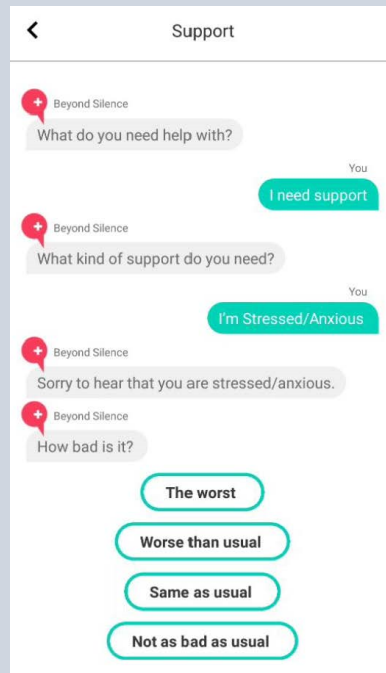 Support
Beyond Silence
What do you need help with?
You
I need support
Beyond Silence
What kind of support do you need?
You
I'm Stressed/Anxious
Beyond Silence
Sorry to hear that you are stressed/anxious.
Beyond Silence
How bad is it?
The worst
Worse than usual
Same as usual
Not as bad as usual